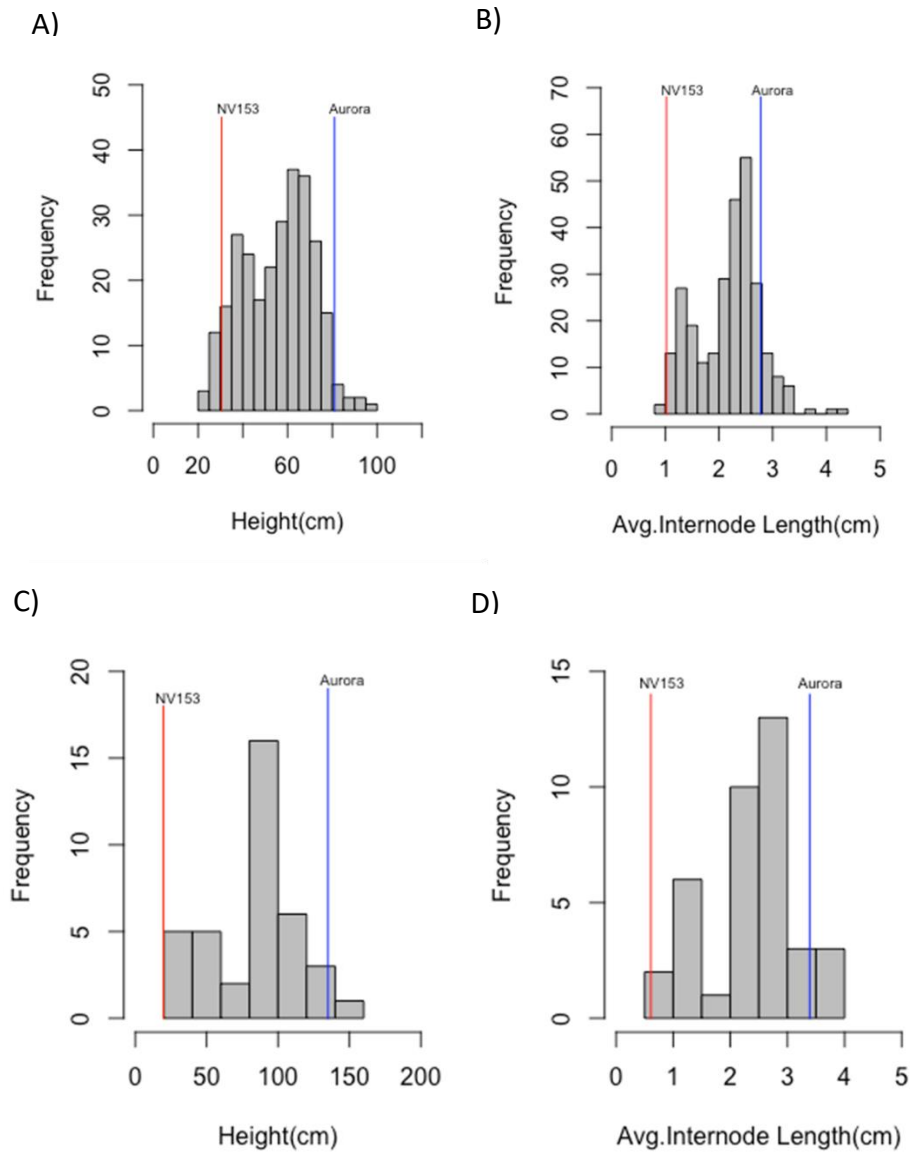 A)
B)
Frequency
0 10 20 30 40 50
NV153
Aurora
0 20 60 100
Height(cm)
Frequency
0 10 20 30 40 50 60 70
NV153
Aurora
0 1 2 3 4 5
Avg.Internode Length(cm)
C)
D)
Frequency
0 5 10 15 20
NV153
Aurora
0 50 100 150 200
Height(cm)
Frequency
0 5 10 15
NV153
Aurora
0 1 2 3 4 5
Avg.Internode Length(cm)